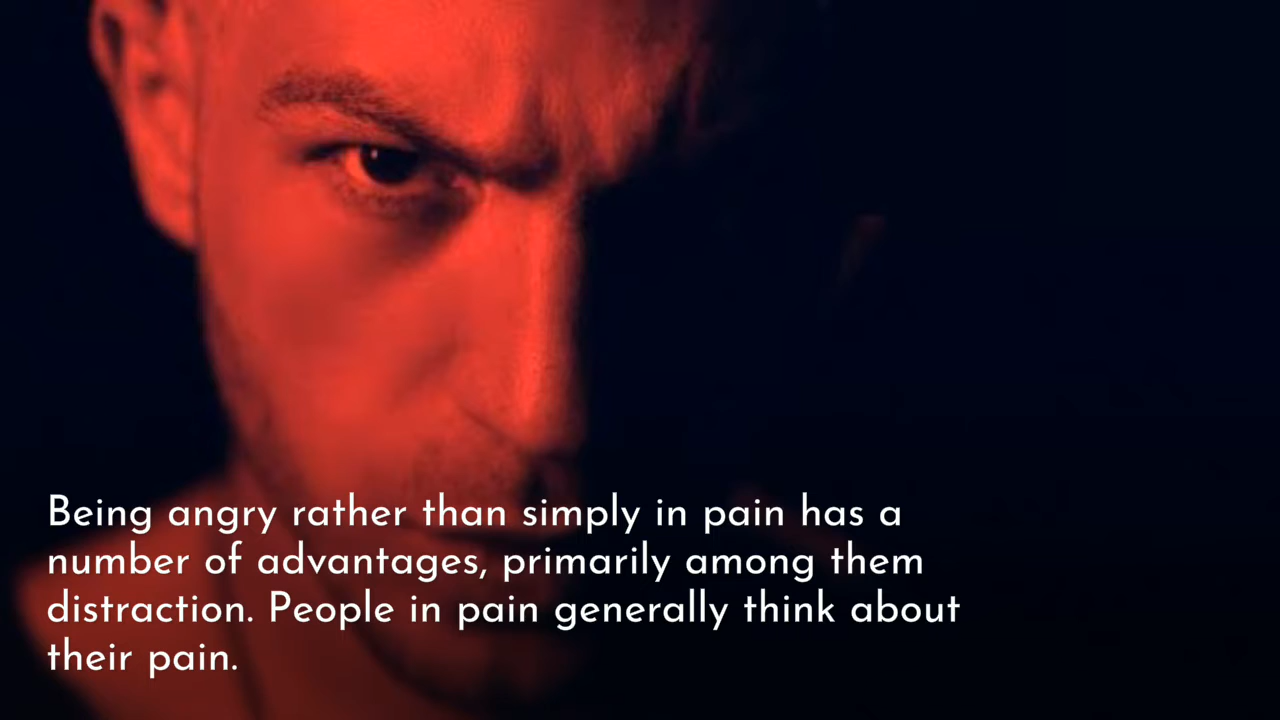 Being angry rather than simply in pain has a
number of advantages, primarily among them
distraction. People in pain generally think about
their pain.